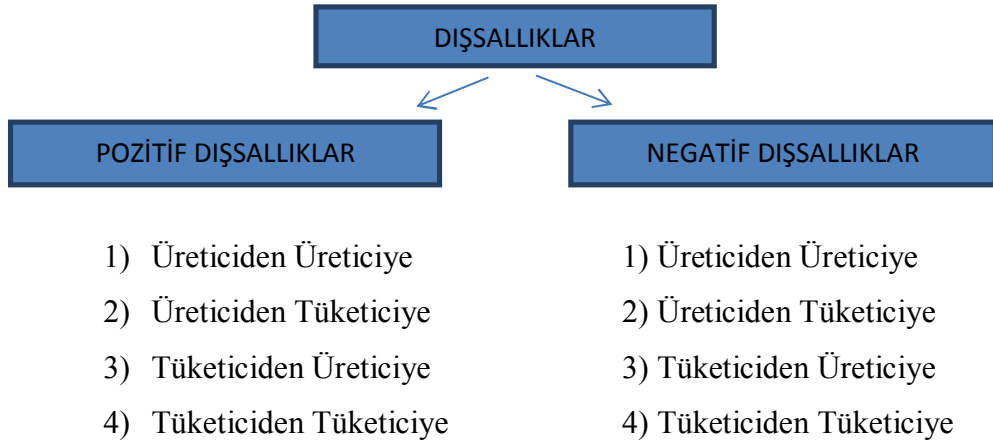 DIŞSALLIKLAR
POZİTİF DIŞSALLIKLAR
NEGATİF DIŞSALLIKLAR
1) Üreticiden Üreticiye
2) Üreticiden Tüketiciye
3) Tüketiciden Üreticiye
4) Tüketiciden Tüketiciye
1) Üreticiden Üreticiye
2) Üreticiden Tüketiciye
3) Tüketiciden Üreticiye
4) Tüketiciden Tüketiciye